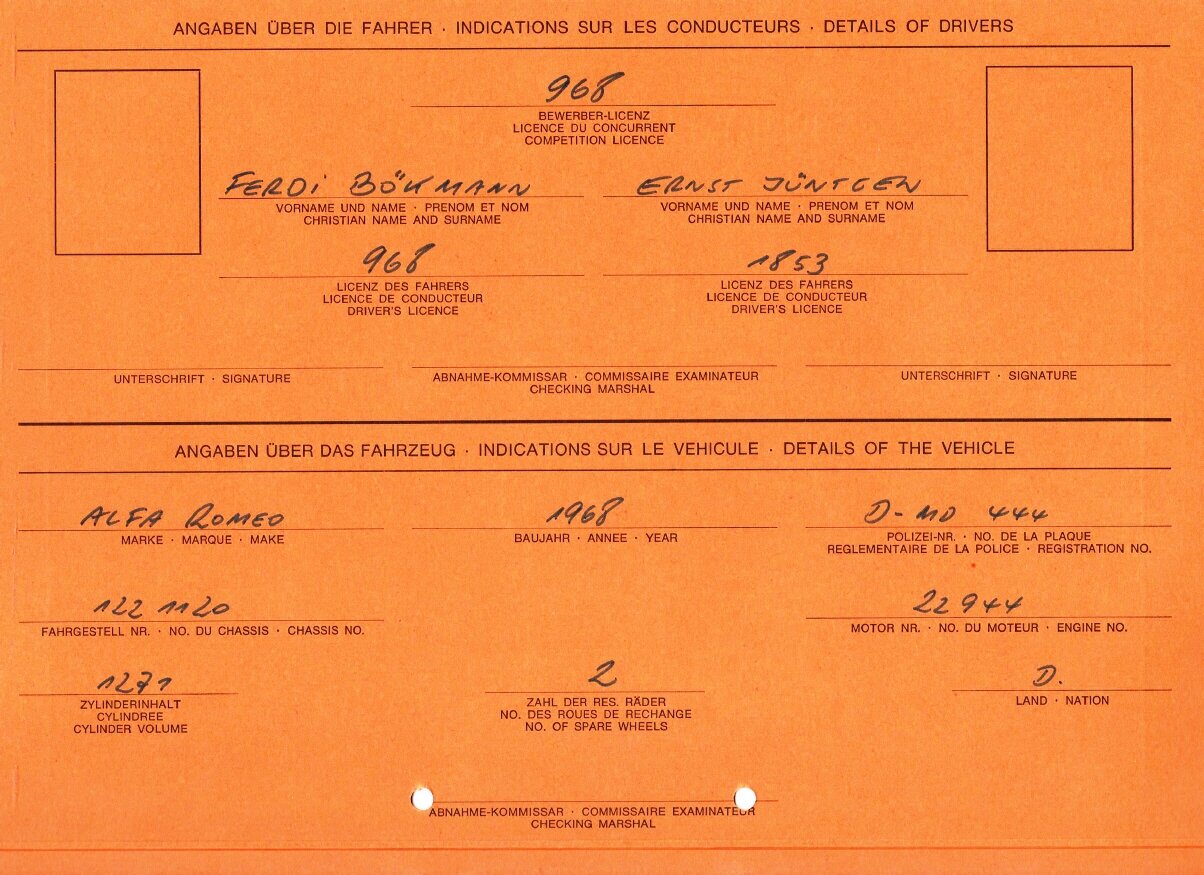 ANGABEN ÜBER DIE FAHRER · INDICATIONS SUR LES CONDUCTEURS · DETAILS OF DRIVERS
968
BEWERBER-LICENZ
LICENCE DU CONCURRENT
COMPETITION LICENCE
FERDI BÖKMANN ERNST JÜNTGEN
VORNAME UND NAME · PRENOM ET NOM VORNAME UND NAME · PRENOM ET NOM
CHRISTIAN NAME AND SURNAME CHRISTIAN NAME AND SURNAME
968 1853
LICENZ DES FAHRERS LICENZ DES FAHRERS
LICENCE DE CONDUCTEUR LICENCE DE CONDUCTEUR
DRIVER'S LICENCE DRIVER'S LICENCE
UNTERSCHRIFT · SIGNATURE ABNAHME-KOMMISSAR · COMMISSAIRE EXAMINATEUR UNTERSCHRIFT · SIGNATURE
CHECKING MARSHAL
ANGABEN ÜBER DAS FAHRZEUG · INDICATIONS SUR LE VEHICULE · DETAILS OF THE VEHICLE
ALFA ROMEO 1968 D-MD 444
MARKE · MARQUE · MAKE BAUJAHR · ANNEE · YEAR POLIZEI-NR. · NO. DE LA PLAQUE
REGLEMENTAIRE DE LA POLICE · REGISTRATION NO.
122 1120 22944
FAHRGESTELL NR. · NO. DU CHASSIS · CHASSIS NO. MOTOR NR. · NO. DU MOTEUR · ENGINE NO.
1271 2 D.
ZYLINDERINHALT ZAHL DER RES. RÄDER LAND · NATION
CYLINDREE NO. DES ROUES DE RECHANGE
CYLINDER VOLUME NO. OF SPARE WHEELS
ABNAHME-KOMMISSAR · COMMISSAIRE EXAMINATEUR
CHECKING MARSHAL